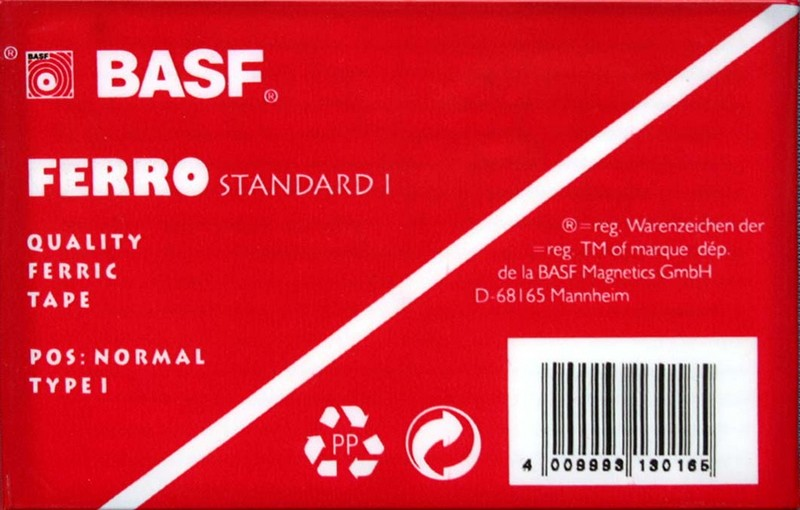 ®
BASF
BASF®
FERRO STANDARD I
QUALITY
FERRIC
TAPE
POS: NORMAL
TYPE I
®=reg. Warenzeichen der
=reg. TM of marque dép.
de la BASF Magnetics GmbH
D-68165 Mannheim
PP
4 009993 130165